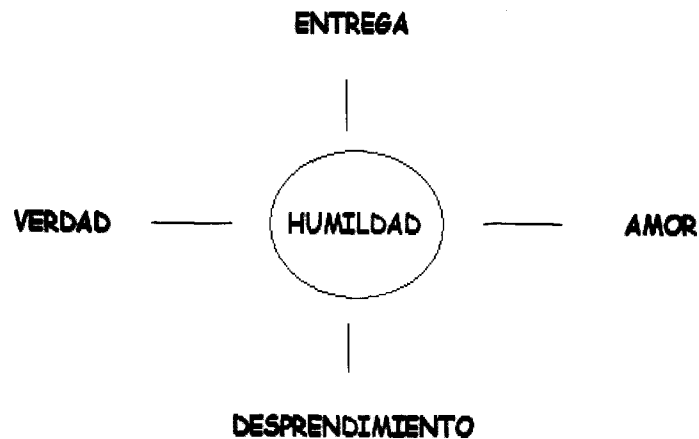 ENTREGA
VERDAD
HUMILDAD
AMOR
DESPRENDIMIENTO